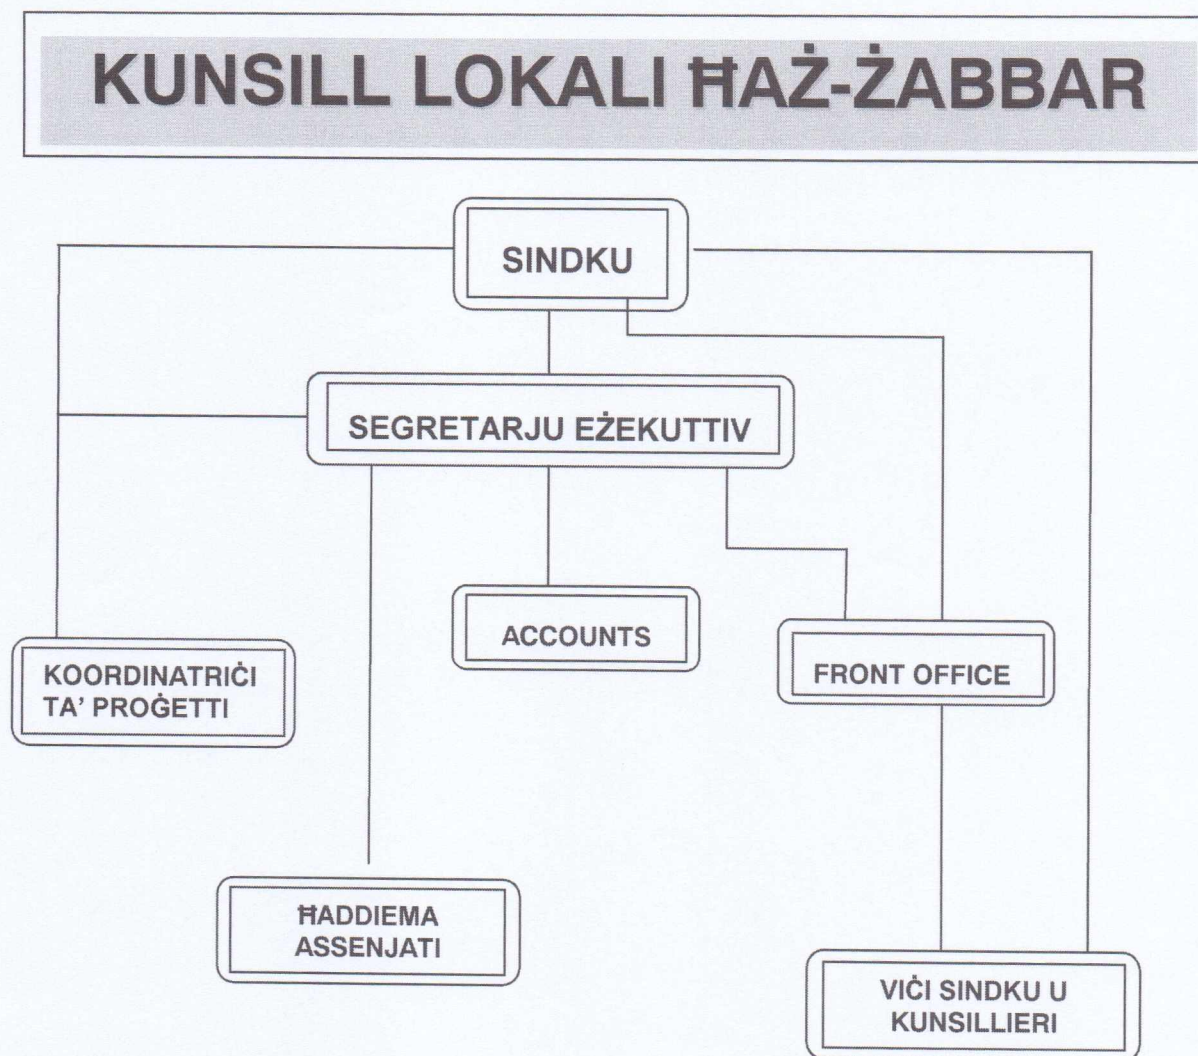 KUNSILL LOKALI ĦAŻ-ŻABBAR
SINDKU
SEGRETARJU EŻEKUTTIV
ACCOUNTS
FRONT OFFICE
KOORDINATRIĊI
TA' PROĠETTI
ĦADDIEMA
ASSENJATI
VIĊI SINDKU U
KUNSILLIERI